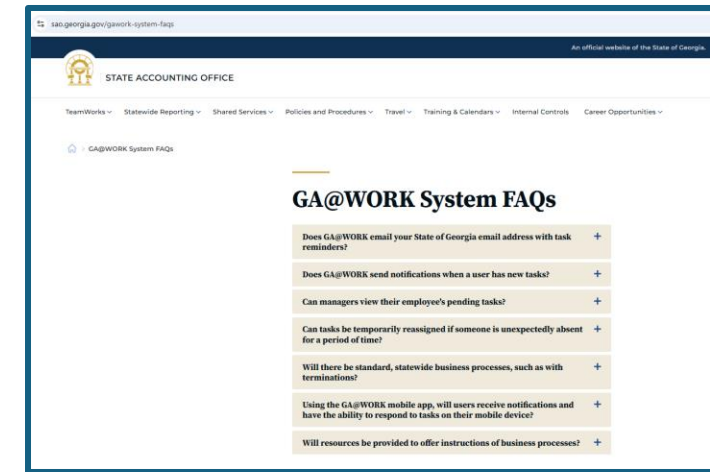 sao.georgia.gov/gawork-system-faqs
An official website of the State of Georgia.
STATE ACCOUNTING OFFICE
TeamWorks Statewide Reporting Shared Services Policies and Procedures Travel Training & Calendars Internal Controls Career Opportunities
GA@WORK System FAQs
GA@WORK System FAQs
Does GA@WORK email your State of Georgia email address with task
reminders?
Does GA@WORK send notifications when a user has new tasks?
Can managers view their employee's pending tasks?
Can tasks be temporarily reassigned if someone is unexpectedly absent
for a period of time?
Will there be standard, statewide business processes, such as with
terminations?
Using the GA@WORK mobile app, will users receive notifications and
have the ability to respond to tasks on their mobile device?
Will resources be provided to offer instructions of business processes?